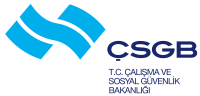 ÇSGB
T.C. ÇALIŞMA VE
SOSYAL GÜVENLİK
BAKANLIĞI